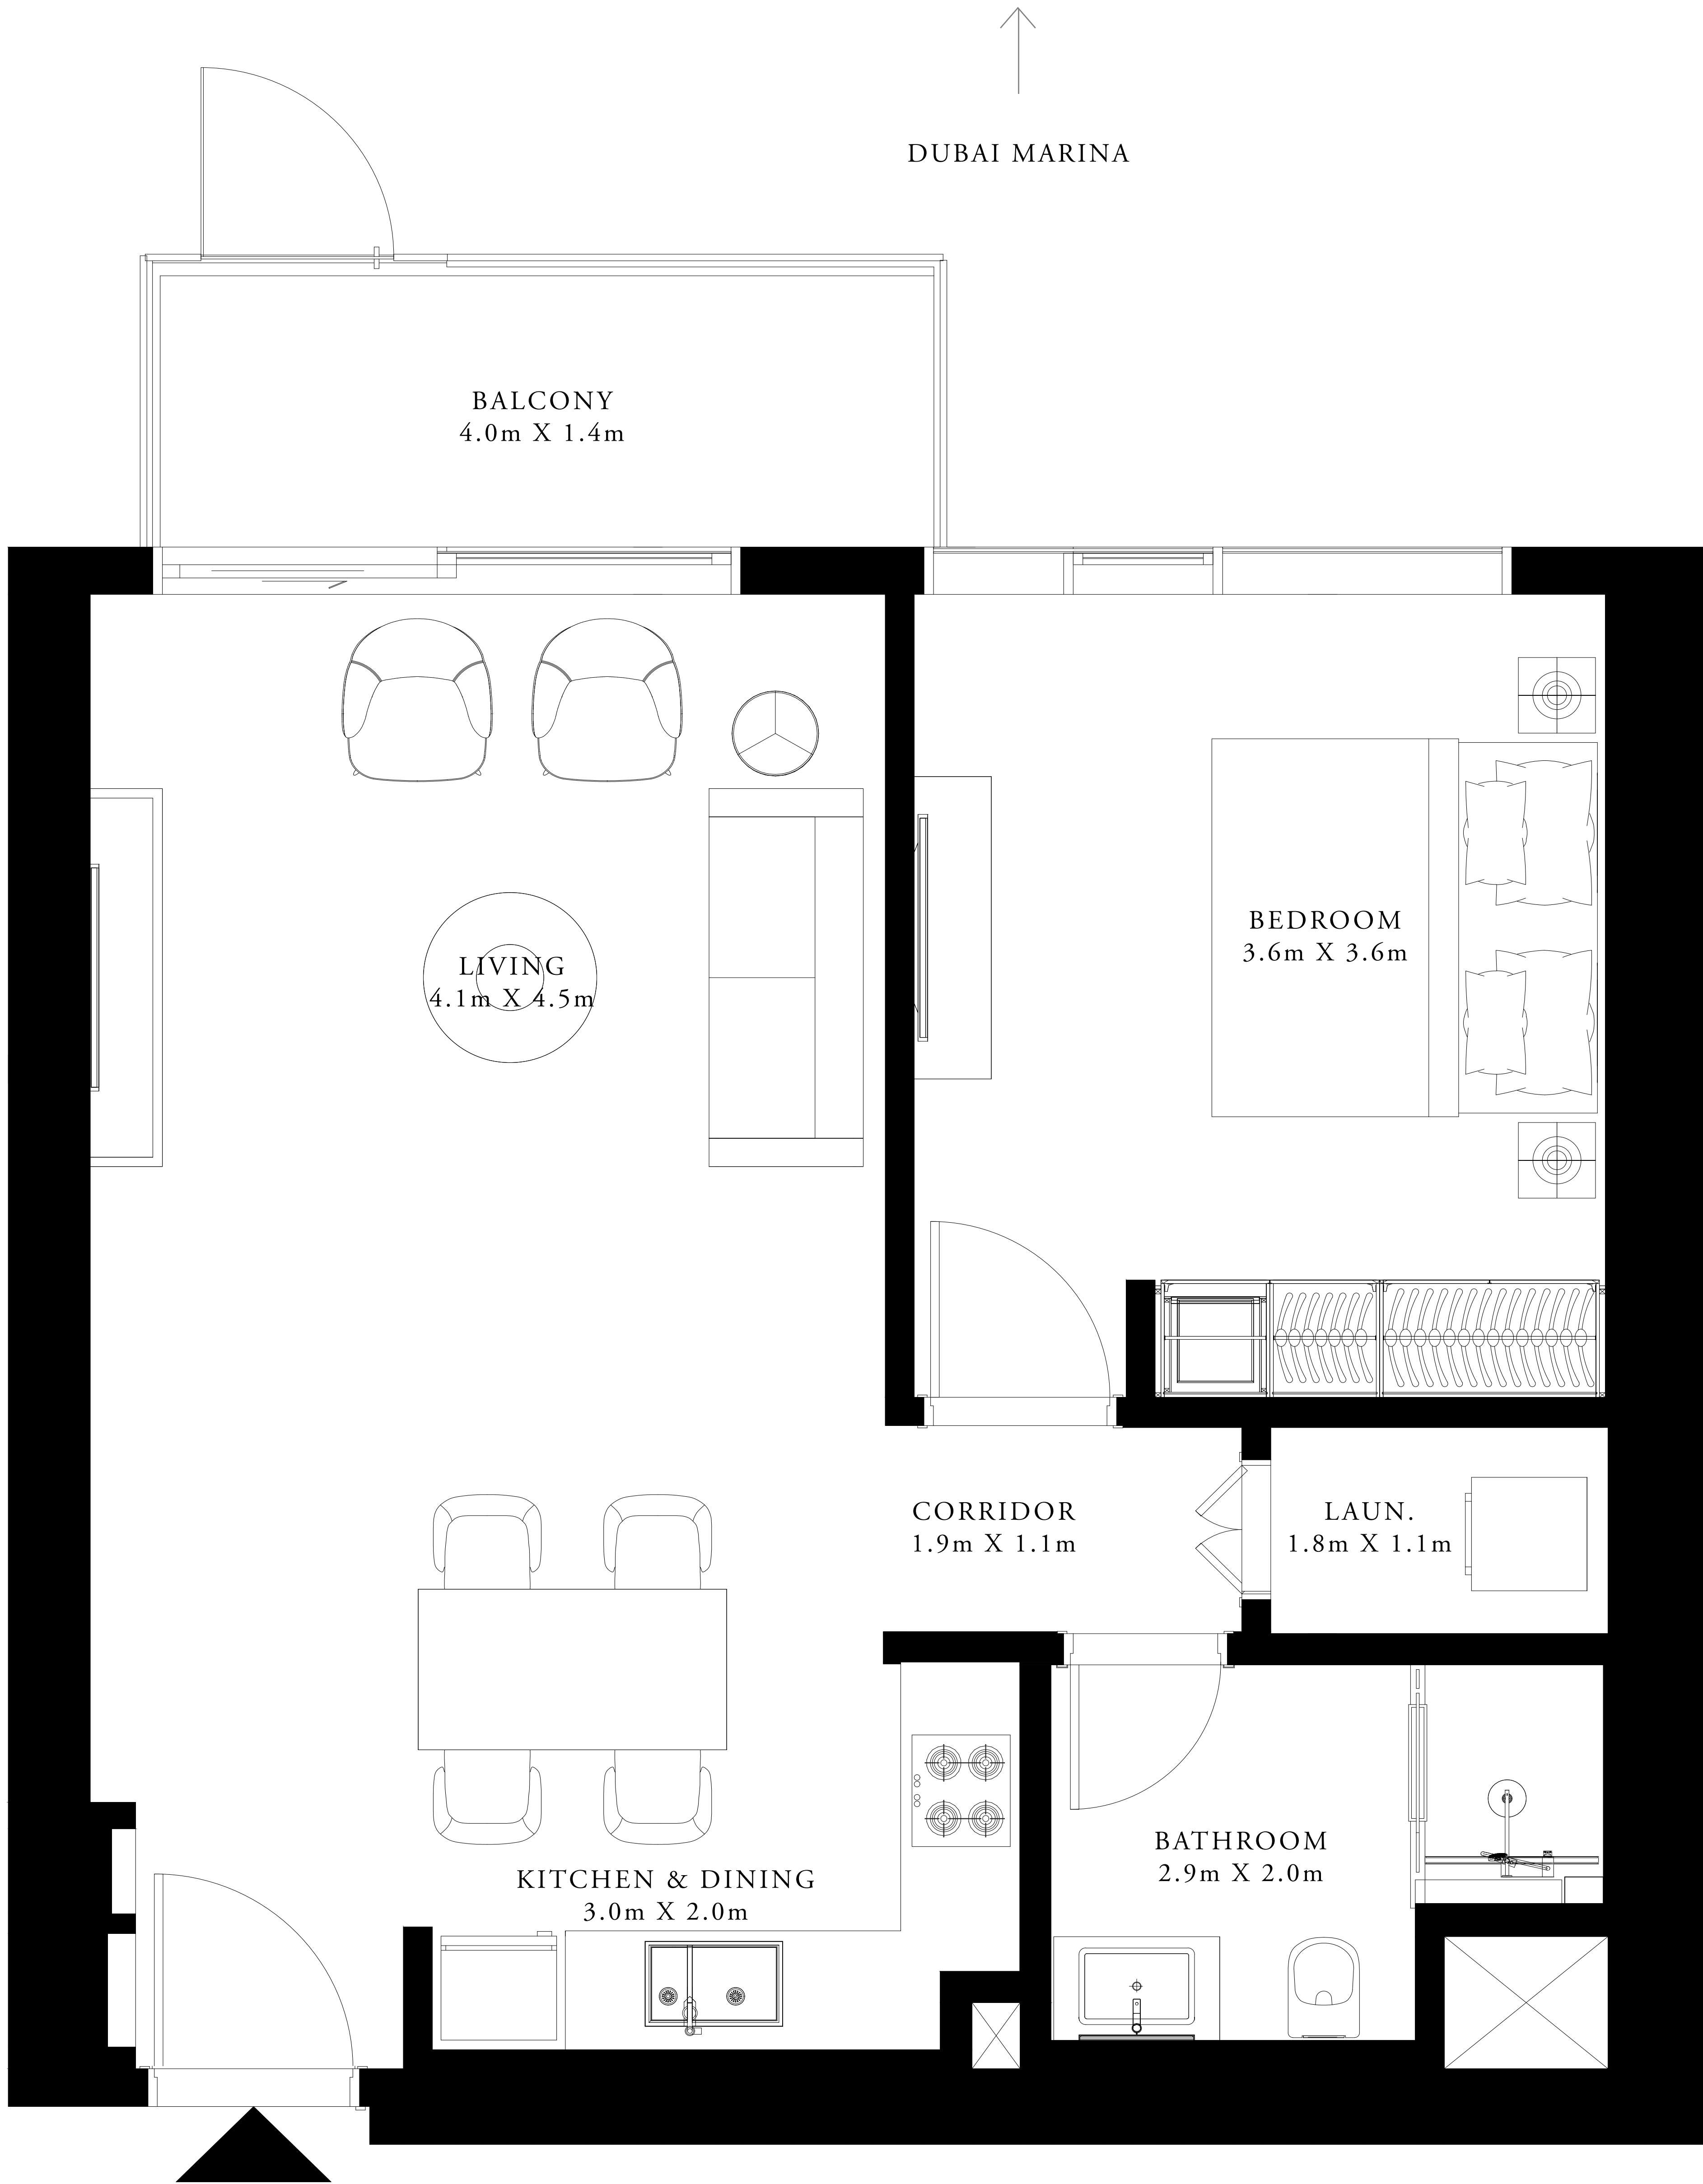 DUBAI MARINA
BALCONY
4.0m X 1.4m
BEDROOM
3.6m X 3.6m
LIVING
4.1m X 4.5m
CORRIDOR
1.9m X 1.1m
LAUN.
1.8m X 1.1m
BATHROOM
2.9m X 2.0m
KITCHEN & DINING
3.0m X 2.0m